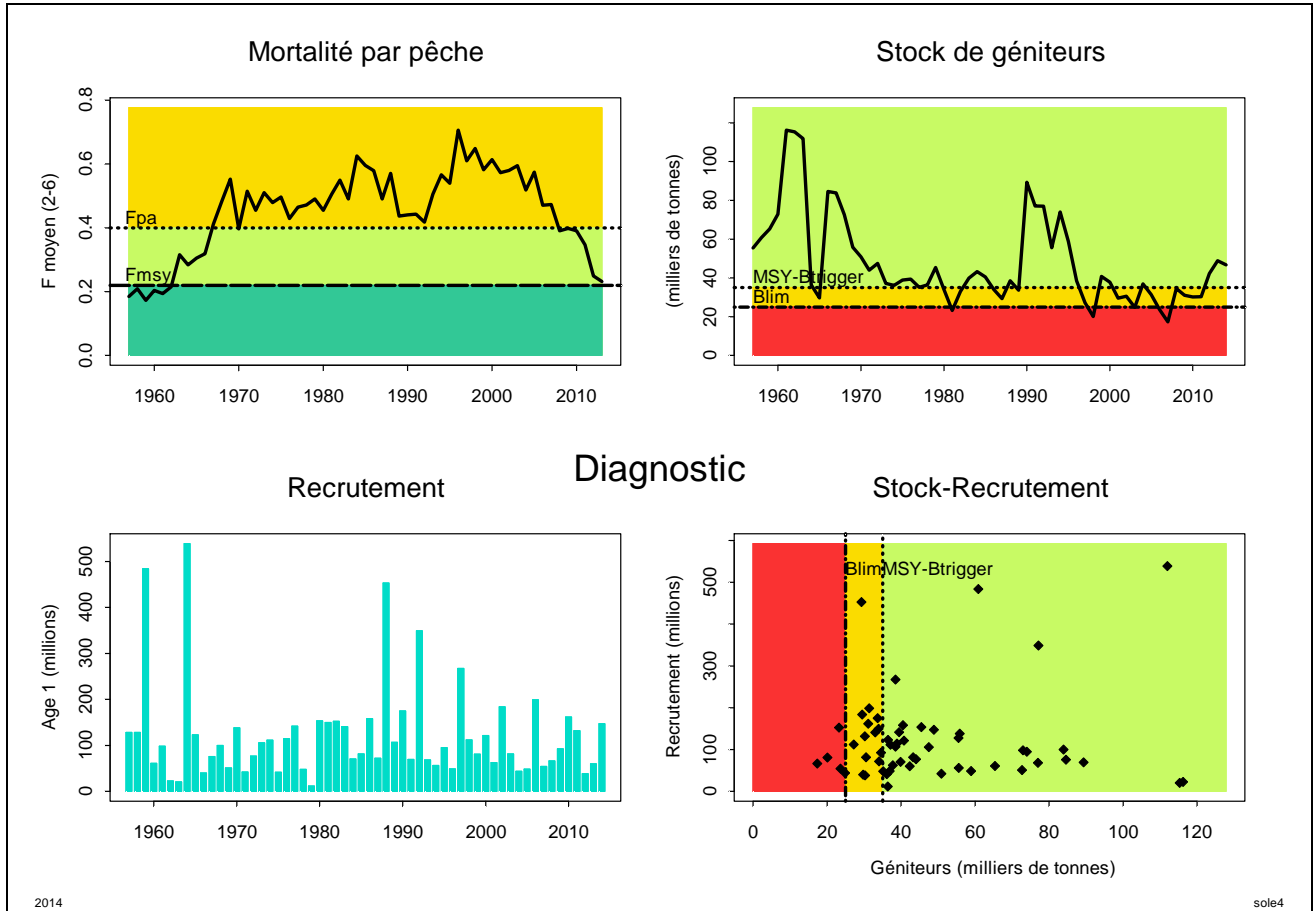 Mortalité par pêche
F moyen (2-6)
0.0 0.2 0.4 0.6 0.8
Fpa
Fmsy
1960 1970 1980 1990 2000 2010
Stock de géniteurs
(milliers de tonnes)
0 20 40 60 80 100
MSY-Btrigger
Blim
1960 1970 1980 1990 2000 2010
Diagnostic
Recrutement
Age 1 (millions)
0 100 200 300 400 500
1960 1970 1980 1990 2000 2010
Stock-Recrutement
Recrutement (millions)
0 100 300 500
BlimMSY-Btrigger
0 20 40 60 80 100 120
Géniteurs (milliers de tonnes)
2014
sole4